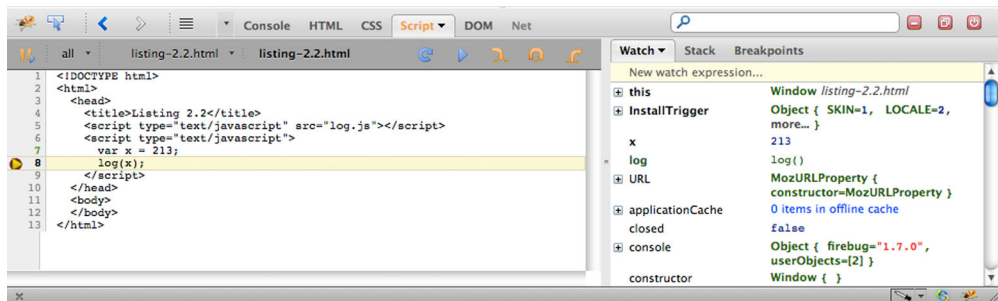 Console HTML CSS Script DOM Net
all listing-2.2.html listing-2.2.html
Watch Stack Breakpoints
1 <!DOCTYPE html>
2 <html>
3 <head>
4 <title>Listing 2.2</title>
5 <script type="text/javascript" src="log.js"></script>
6 <script type="text/javascript">
7 var x = 213;
8 log(x);
9 </script>
10 </head>
11 <body>
12 </body>
13 </html>
New watch expression...
this Window listing-2.2.html
InstallTrigger Object { SKIN=1, LOCALE=2,
more... }
x 213
log log()
URL MozURLProperty {
constructor=MozURLProperty }
applicationCache 0 items in offline cache
closed false
console Object { firebug="1.7.0",
userObjects=[2] }
constructor Window { }